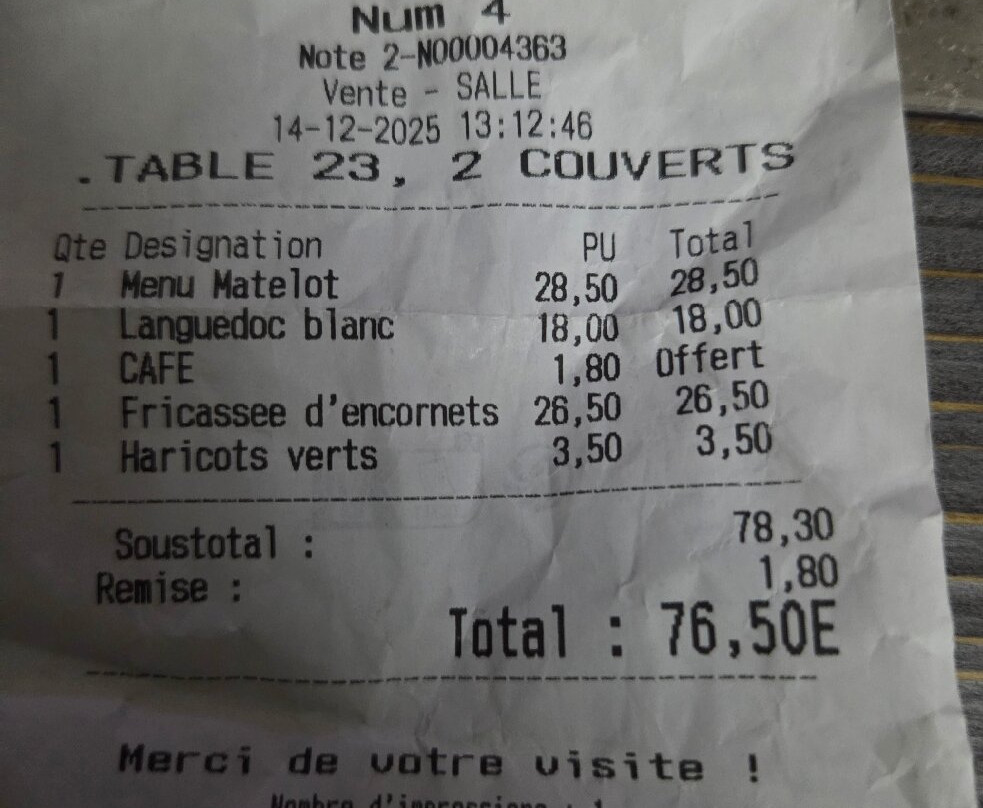 Num 4
Note 2-N00004363
Vente - SALLE
14-12-2025 13:12:46
.TABLE 23, 2 COUVERTS
Qte Designation PU Total
1 Menu Matelot 28,50 28,50
1 Languedoc blanc 18,00 18,00
1 CAFE 1,80 Offert
1 Fricassee d'encornets 26,50 26,50
1 Haricots verts 3,50 3,50
Soustotal : 78,30
Remise : 1,80
Total : 76,50E
Merci de votre visite !
Nombre d'impressions : 1